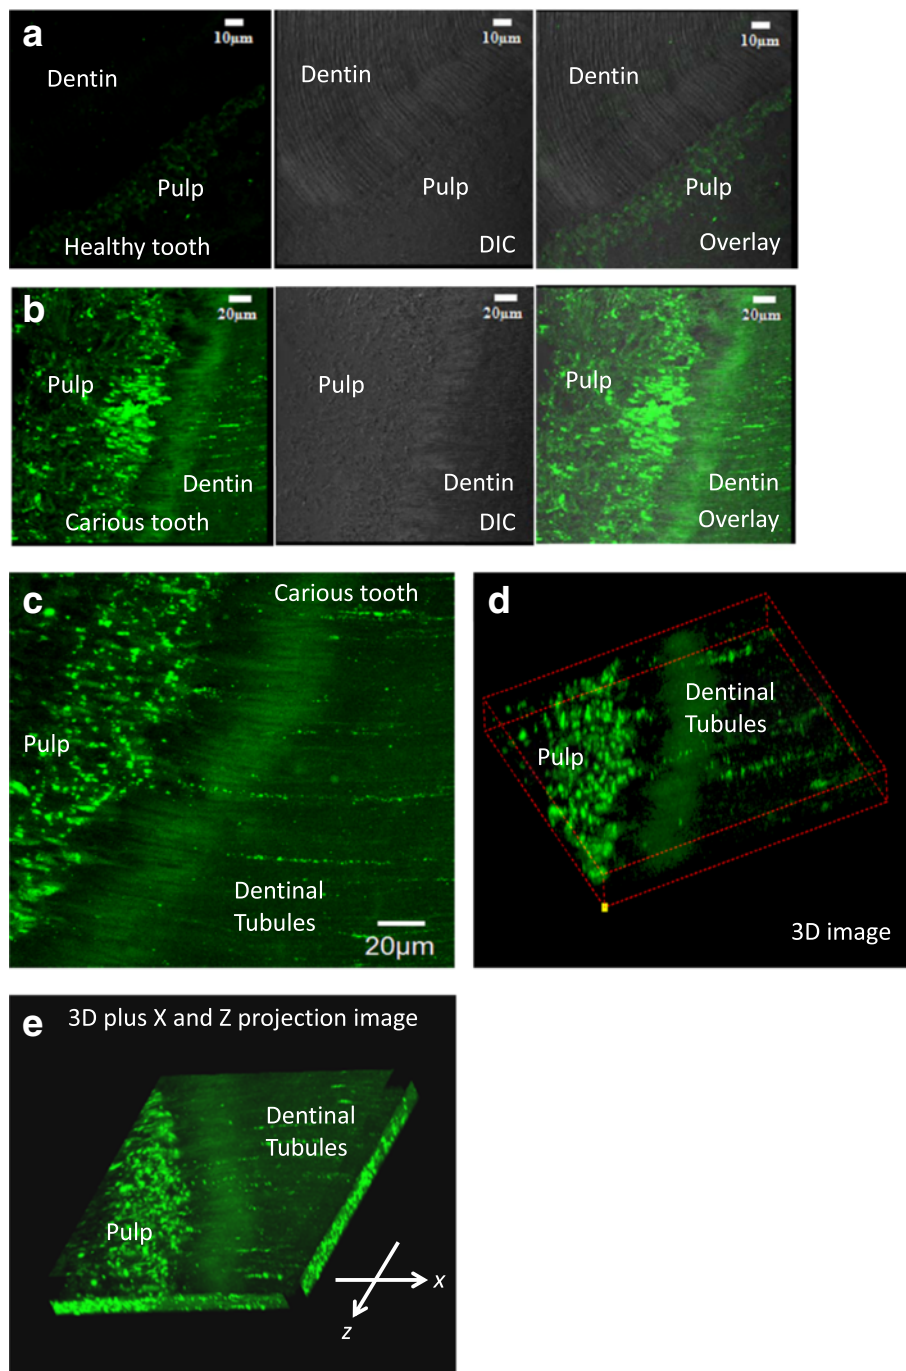 a
10µm
Dentin
Pulp
Healthy tooth
10µm
Dentin
Pulp
DIC
10µm
Dentin
Pulp
Overlay
b
20µm
Pulp
Dentin
Carious tooth
20µm
Pulp
Dentin
DIC
20µm
Pulp
Dentin
Overlay
c
Carious tooth
Pulp
Dentinal
Tubules
20µm
d
Dentinal
Tubules
Pulp
3D image
e
3D plus X and Z projection image
Dentinal
Tubules
Pulp
x
z